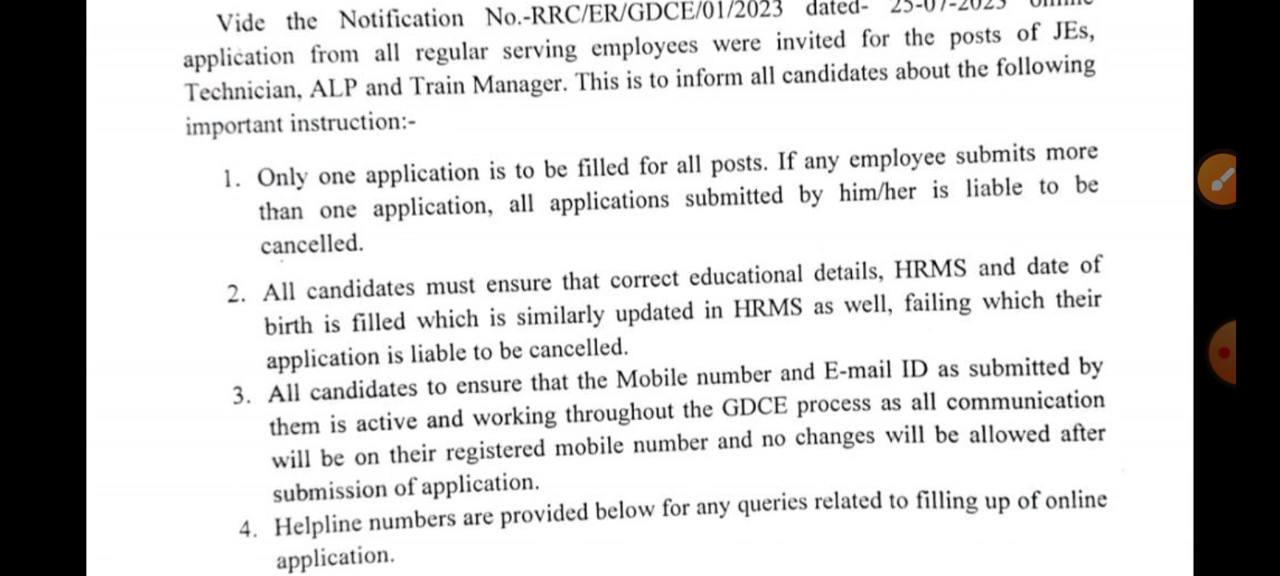 Vide the Notification No.-RRC/ER/GDCE/01/2023 dated- 25-07-2023 online
application from all regular serving employees were invited for the posts of JEs,
Technician, ALP and Train Manager. This is to inform all candidates about the following
important instruction:-
1. Only one application is to be filled for all posts. If any employee submits more
than one application, all applications submitted by him/her is liable to be
cancelled.
2. All candidates must ensure that correct educational details, HRMS and date of
birth is filled which is similarly updated in HRMS as well, failing which their
application is liable to be cancelled.
3. All candidates to ensure that the Mobile number and E-mail ID as submitted by
them is active and working throughout the GDCE process as all communication
will be on their registered mobile number and no changes will be allowed after
submission of application.
4. Helpline numbers are provided below for any queries related to filling up of online
application.